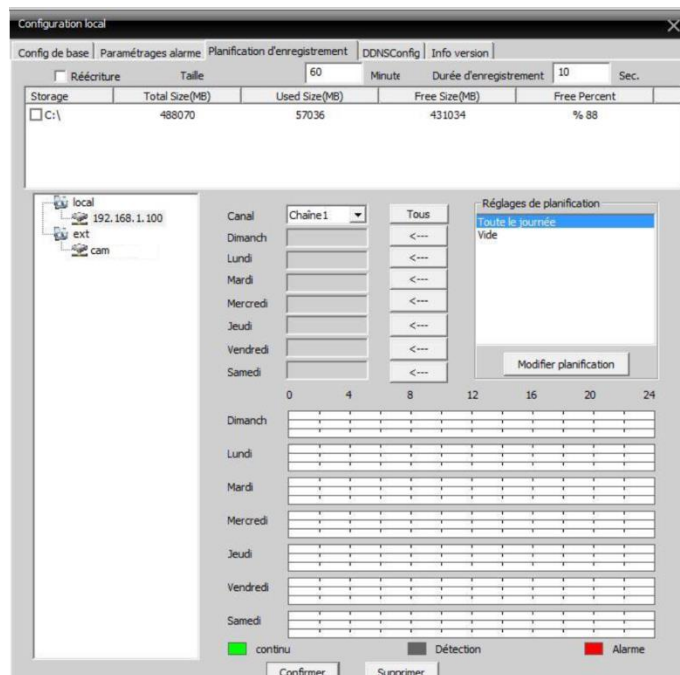 Configuration local
Config de base Paramétrages alarme Planification d'enregistrement DDNSConfig Info version
Réécriture Taille 60 Minute Durée d'enregistrement 10 Sec.
Storage Total Size(MB) Used Size(MB) Free Size(MB) Free Percent
C:\ 488070 57036 431034 % 88
local
192.168.1.100
ext
cam
Canal Chaîne1 Tous
Dimanch <---
Lundi <---
Mardi <---
Mercredi <---
Jeudi <---
Vendredi <---
Samedi <---
Réglages de planification
Toute le journée
Vide
Modifier planification
0 4 8 12 16 20 24
Dimanch
Lundi
Mardi
Mercredi
Jeudi
Vendredi
Samedi
continu Détection Alarme
Confirmer Supprimer